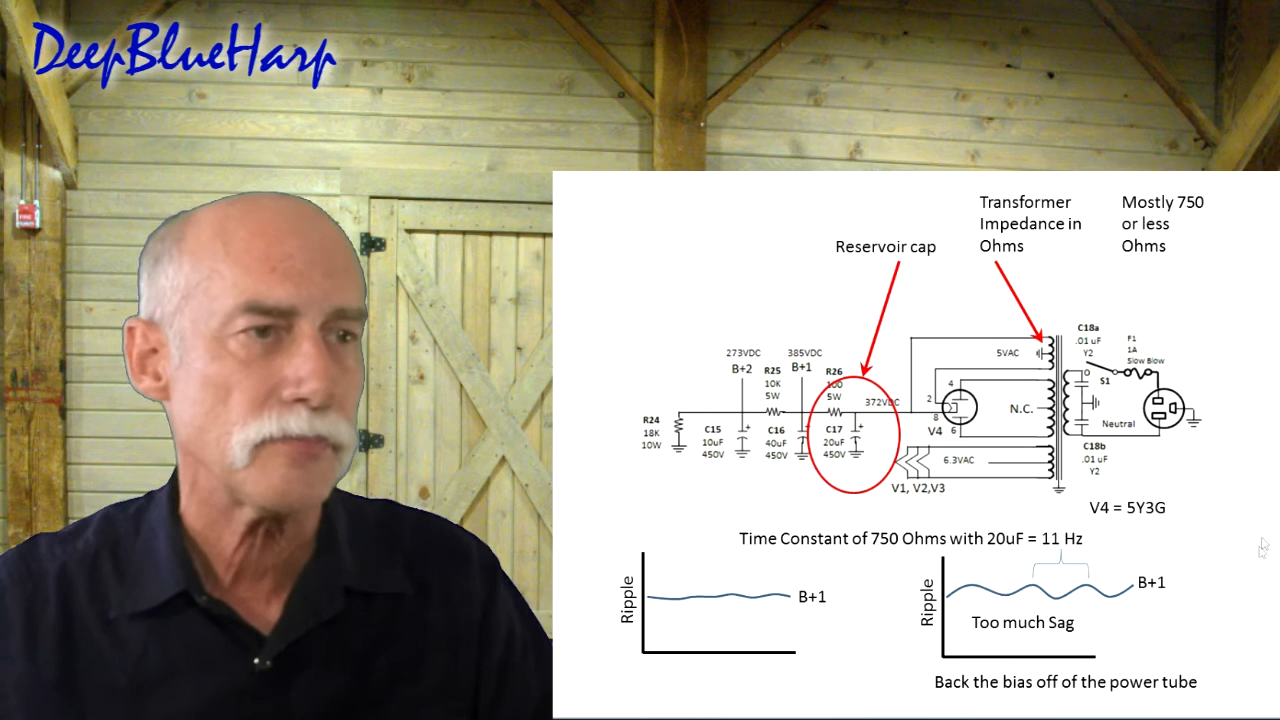 DeepBlueHarp
Transformer
Impedance in
Ohms
Mostly 750
or less
Ohms
Reservoir cap
C18a
.01 uF
Y2
F1
1A
Slow Blow
S1
5VAC
273VDC
B+2
385VDC
B+1
R25
10K
5W
R26
100
5W
372VDC
4
2
8
6
V4
N.C.
Neutral
R24
18K
10W
C15
10uF
450V
+
C16
40uF
450V
+
C17
20uF
450V
+
6.3VAC
C18b
.01 uF
Y2
V1, V2,V3
V4 = 5Y3G
Time Constant of 750 Ohms with 20uF = 11 Hz
Ripple
B+1
Ripple
B+1
Too much Sag
Back the bias off of the power tube